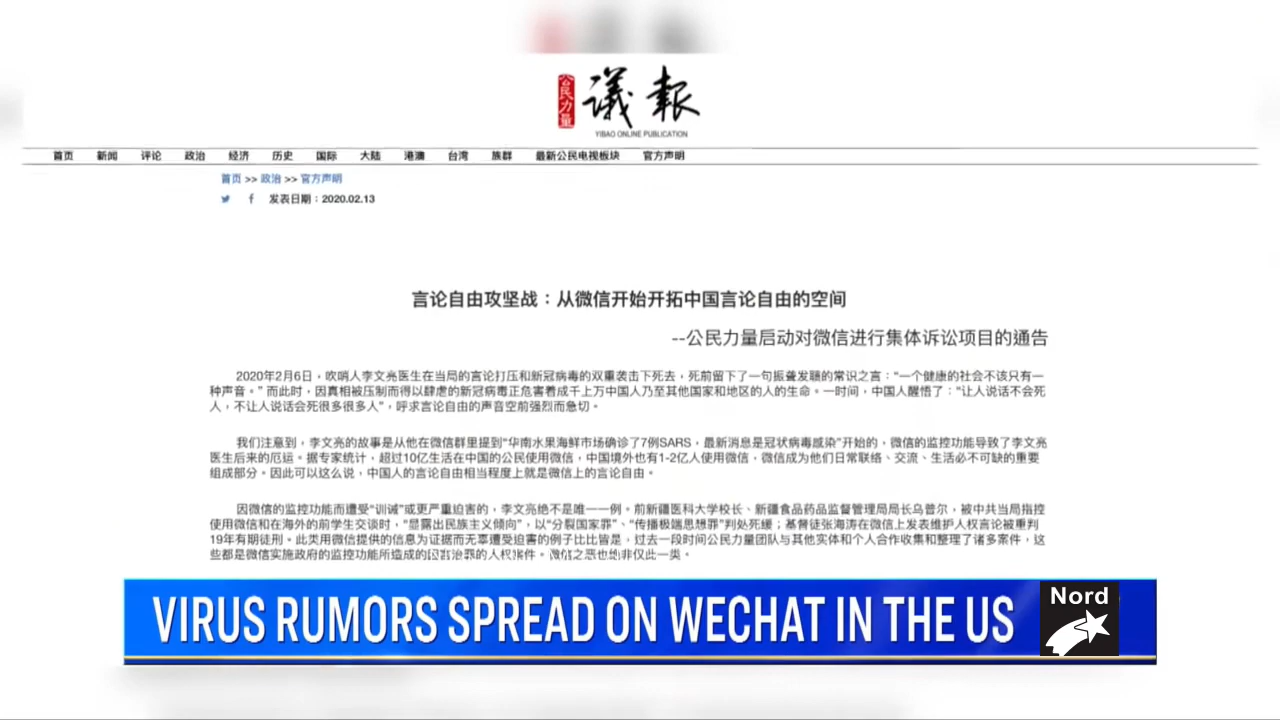 公民力量
議報
YIBAO ONLINE PUBLICATION
首页 新闻 评论 政治 经济 历史 国际 大陆 港澳 台湾 族群 最新公民电视板块 官方声明
首页 >> 政治 >> 官方声明
发表日期：2020.02.13
言论自由攻坚战：从微信开始开拓中国言论自由的空间
--公民力量启动对微信进行集体诉讼项目的通告
2020年2月6日，吹哨人李文亮医生在当局的言论打压和新冠病毒的双重袭击下死去，死前留下了一句振聋发聩的常识之言：“一个健康的社会不该只有一
种声音。”而此时，因真相被压制而得以肆虐的新冠病毒正危害着成千上万中国人乃至其他国家和地区的人的生命。一时间，中国人醒悟了：“让人说话不会死
人，不让人说话会死很多很多人”，呼求言论自由的声音空前强烈而急切。
我们注意到，李文亮的故事是从他在微信群里提到“华南水果海鲜市场确诊了7例SARS，最新消息是冠状病毒感染”开始的，微信的监控功能导致了李文亮
医生后来的厄运。据专家统计，超过10亿生活在中国的公民使用微信，中国境外也有1-2亿人使用微信，微信成为他们日常联络、交流、生活必不可缺的重要
组成部分。因此可以这么说，中国人的言论自由相当程度上就是微信上的言论自由。
因微信的监控功能而遭受“训诫”或更严重迫害的，李文亮绝不是唯一一例。前新疆医科大学校长、新疆食品药品监督管理局局长乌普尔，被中共当局指控
使用微信和在海外的前学生交谈时，“显露出民族主义倾向”，以“分裂国家罪”、“传播极端思想罪”判处死缓；基督徒张海涛在微信上发表维护人权言论被重判
19年有期徒刑。此类用微信提供的信息为证据而无辜遭受迫害的例子比比皆是，过去一段时间公民力量团队与其他实体和个人合作收集和整理了诸多案件，这
些都是微信实施政府的监控功能所造成的因言治罪的人权案件。微信之恶也绝非仅此一类。
VIRUS RUMORS SPREAD ON WECHAT IN THE US
Nord